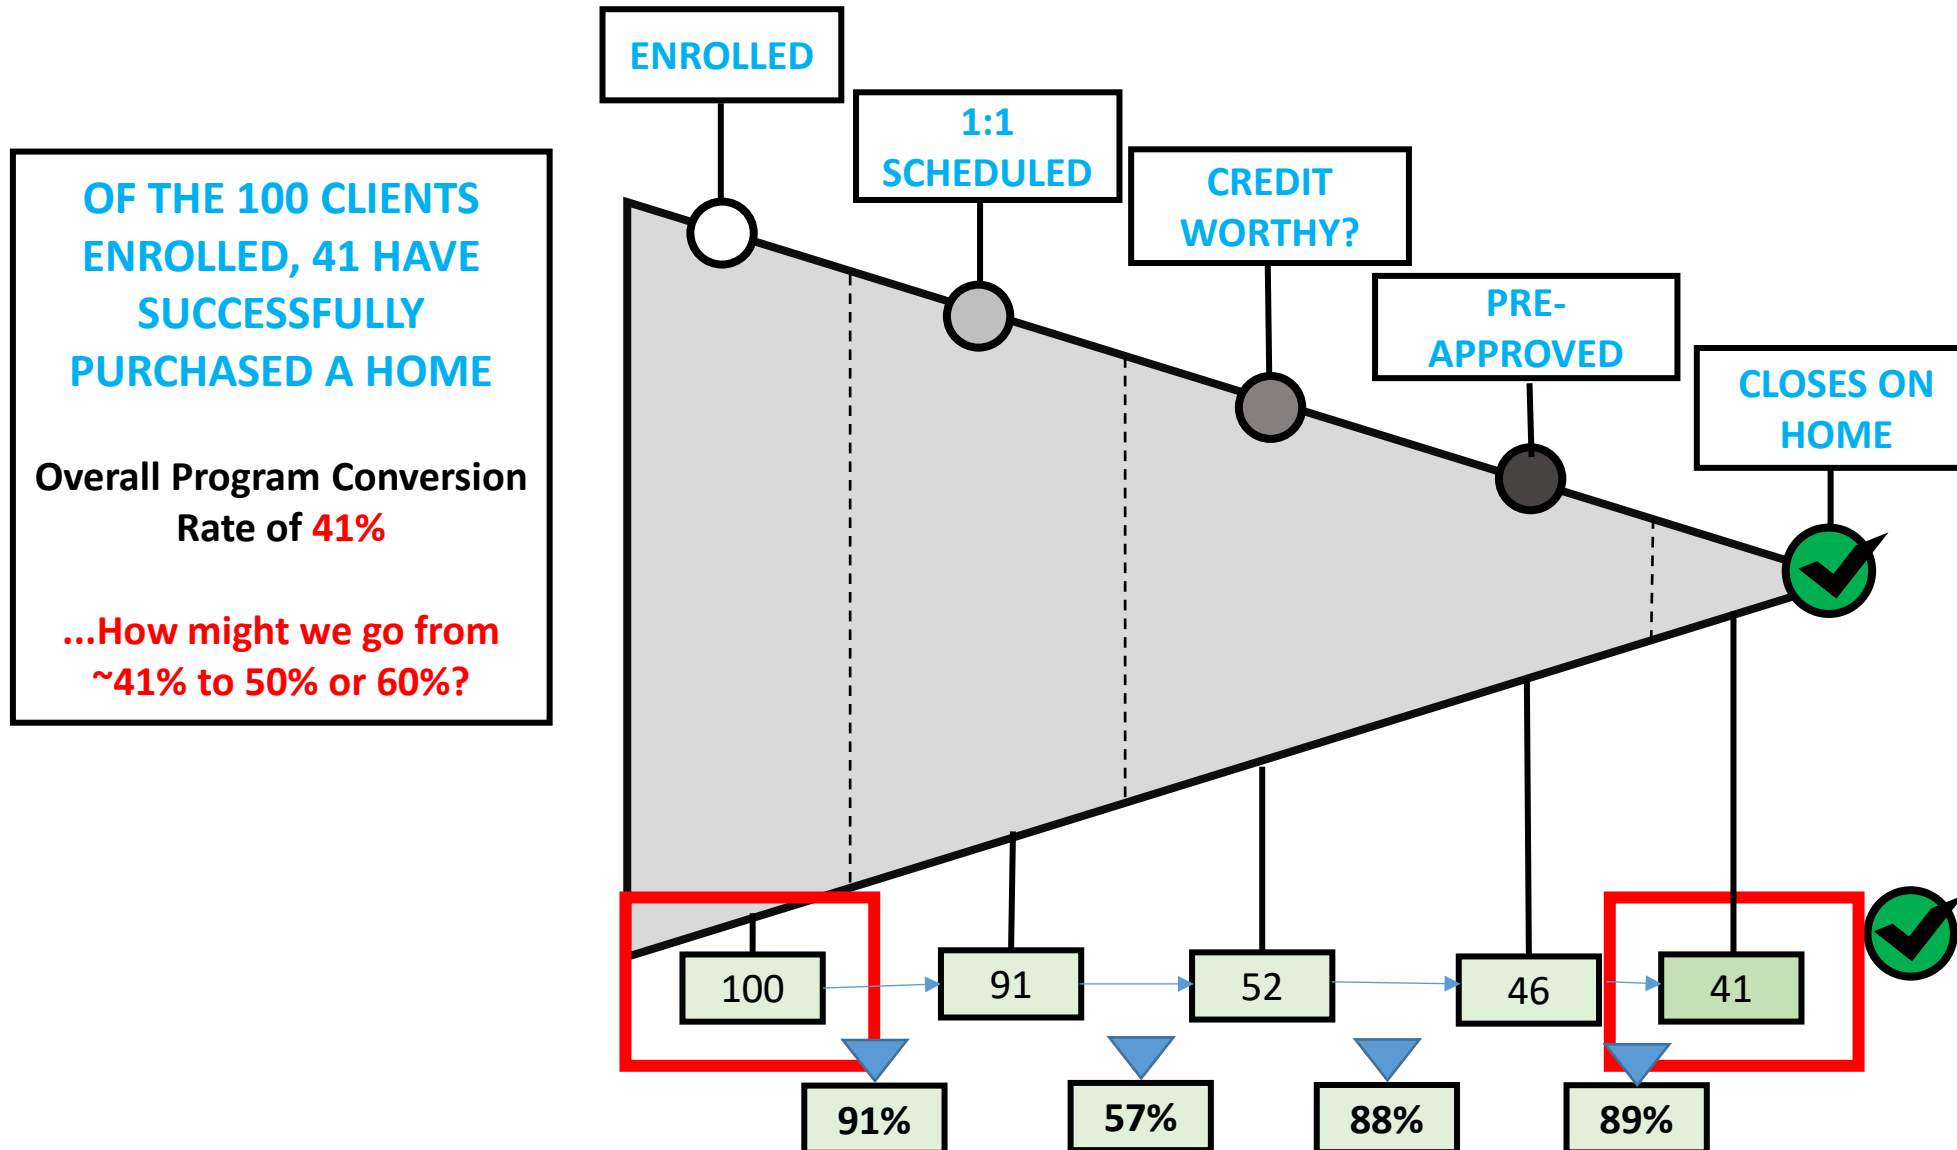 OF THE 100 CLIENTS
ENROLLED, 41 HAVE
SUCCESSFULLY
PURCHASED A HOME
Overall Program Conversion
Rate of 41%
...How might we go from
~41% to 50% or 60%?
ENROLLED
1:1
SCHEDULED
CREDIT
WORTHY?
PRE-
APPROVED
CLOSES ON
HOME
100
91
52
46
41
91%
57%
88%
89%